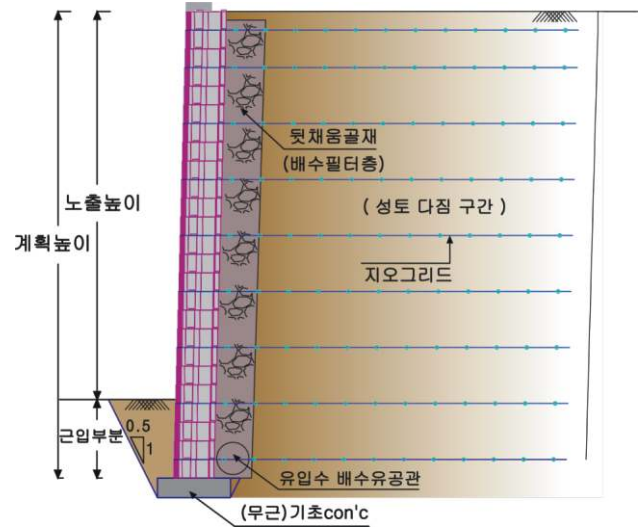 뒷채움골재
(배수필터층)
노출높이
( 성토 다짐 구간 )
계획높이
지오그리드
0.5
근입부분
1
유입수 배수유공관
(무근)기초con'c